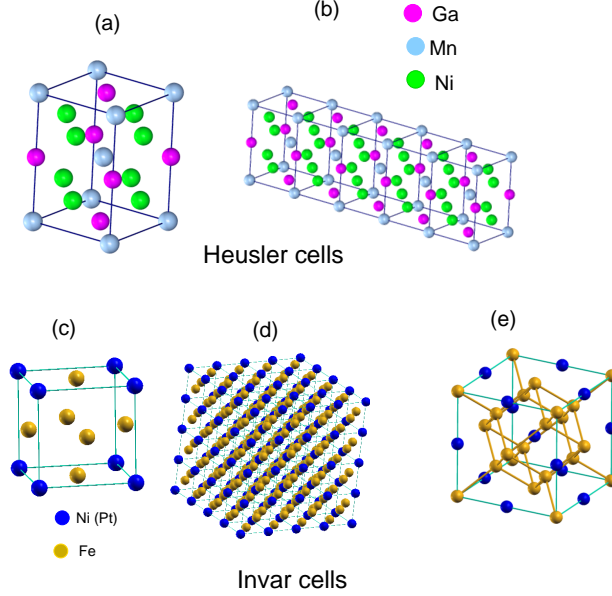 (a)
(b)
Ga
Mn
Ni
Heusler cells
(c)
(d)
(e)
Ni (Pt)
Fe
Invar cells